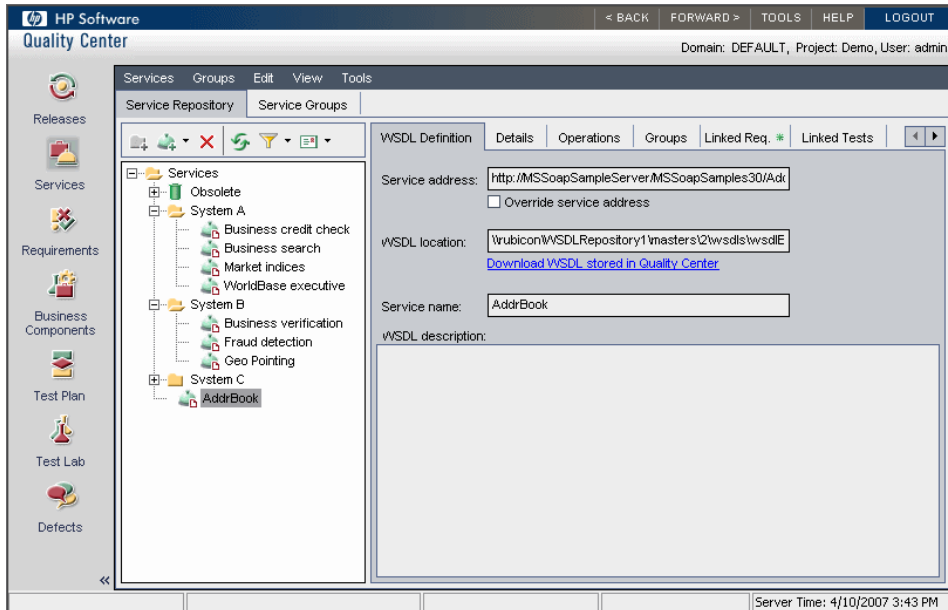 HP Software
< BACK FORWARD > TOOLS HELP LOGOUT
Quality Center
Domain: DEFAULT, Project: Demo, User: admin
Services Groups Edit View Tools
Service Repository Service Groups
Releases
Services
Requirements
Business
Components
Test Plan
Test Lab
Defects
«
Services
Obsolete
System A
Business credit check
Business search
Market indices
WorldBase executive
System B
Business verification
Fraud detection
Geo Pointing
System C
AddrBook
WSDL Definition Details Operations Groups Linked Req. * Linked Tests
Service address: http://MSSoapSampleServer/MSSoapSamples30/Adc
Override service address
WSDL location: \\rubicon\WSDLRepository1\masters\2\wsdls\wsdlE
Download WSDL stored in Quality Center
Service name: AddrBook
WSDL description:
Server Time: 4/10/2007 3:43 PM